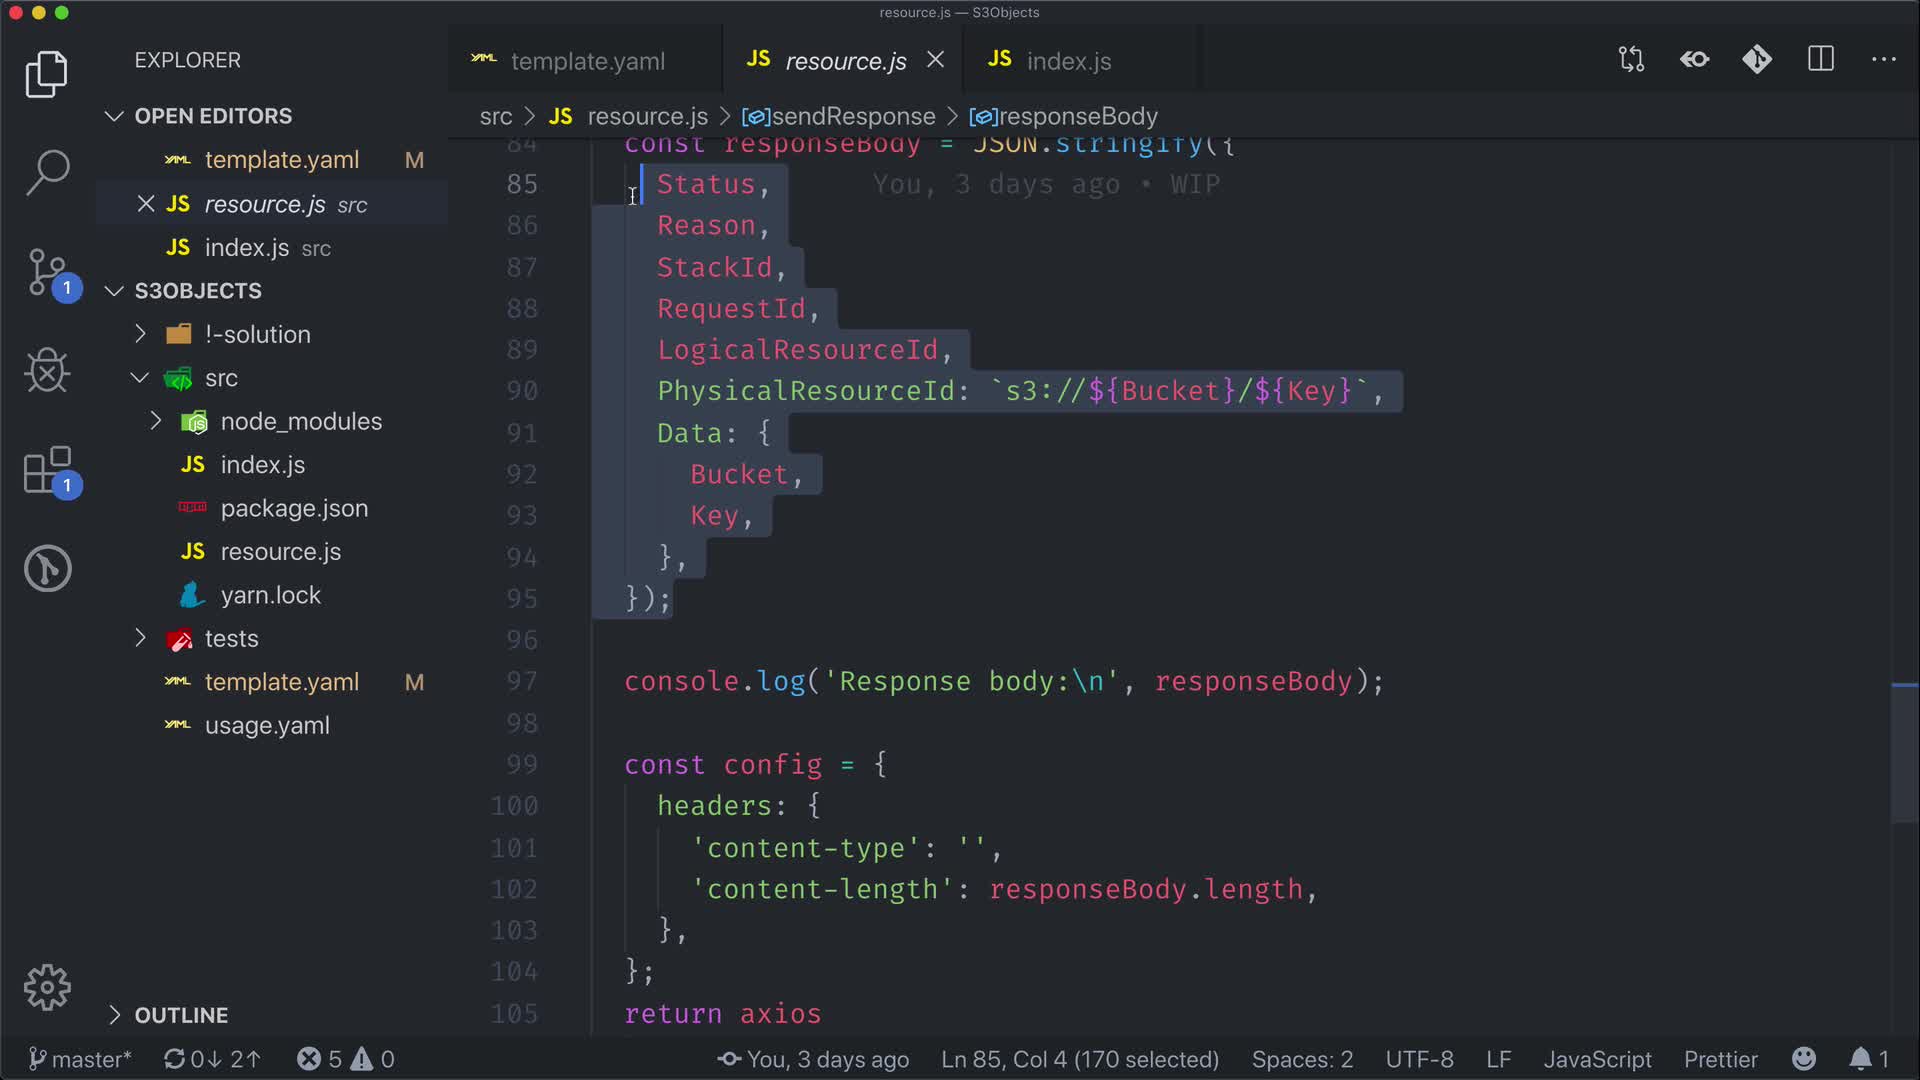 resource.js — S3Objects
EXPLORER
OPEN EDITORS
template.yaml M
JS resource.js src
JS index.js src
S3OBJECTS
!-solution
src
node_modules
JS index.js
package.json
JS resource.js
yarn.lock
tests
template.yaml M
usage.yaml
OUTLINE
1
1
YAML template.yaml
JS resource.js
JS index.js
src > JS resource.js > sendResponse > responseBody
84 const responseBody = JSON.stringify({
85 Status, You, 3 days ago • WIP
86 Reason,
87 StackId,
88 RequestId,
89 LogicalResourceId,
90 PhysicalResourceId: `s3://${Bucket}/${Key}`,
91 Data: {
92 Bucket,
93 Key,
94 },
95 });
96
97 console.log('Response body:\n', responseBody);
98
99 const config = {
100 headers: {
101 'content-type': '',
102 'content-length': responseBody.length,
103 },
104 };
105 return axios
master* 0↓ 2↑ 5 0 You, 3 days ago Ln 85, Col 4 (170 selected) Spaces: 2 UTF-8 LF JavaScript Prettier 1